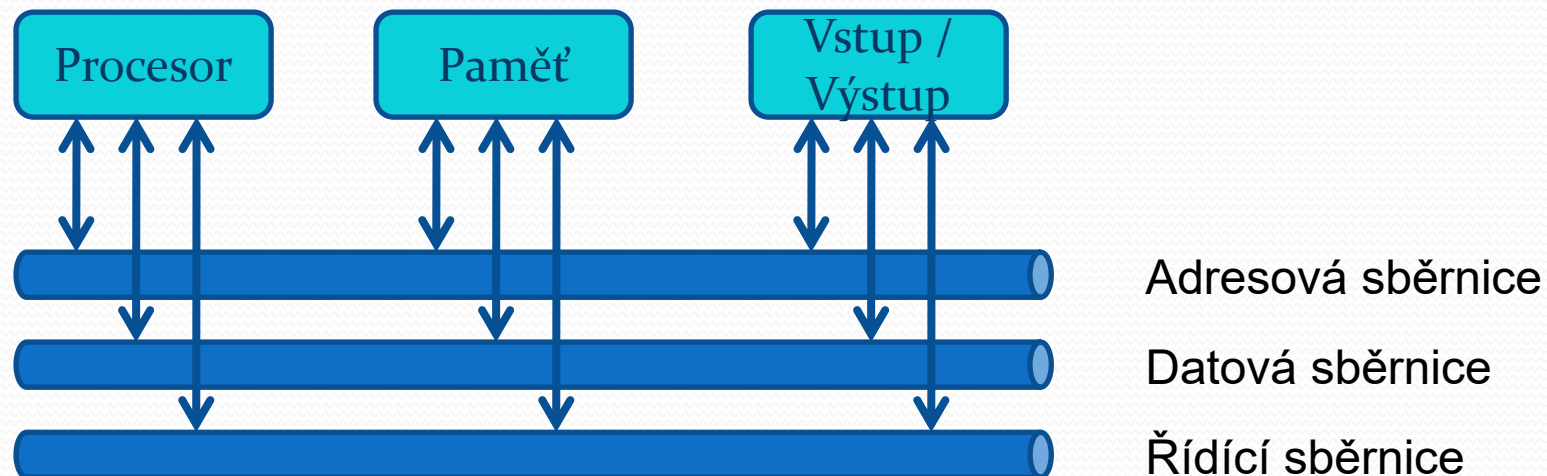 Procesor
Paměť
Vstup /
Výstup
Adresová sběrnice
Datová sběrnice
Řídící sběrnice